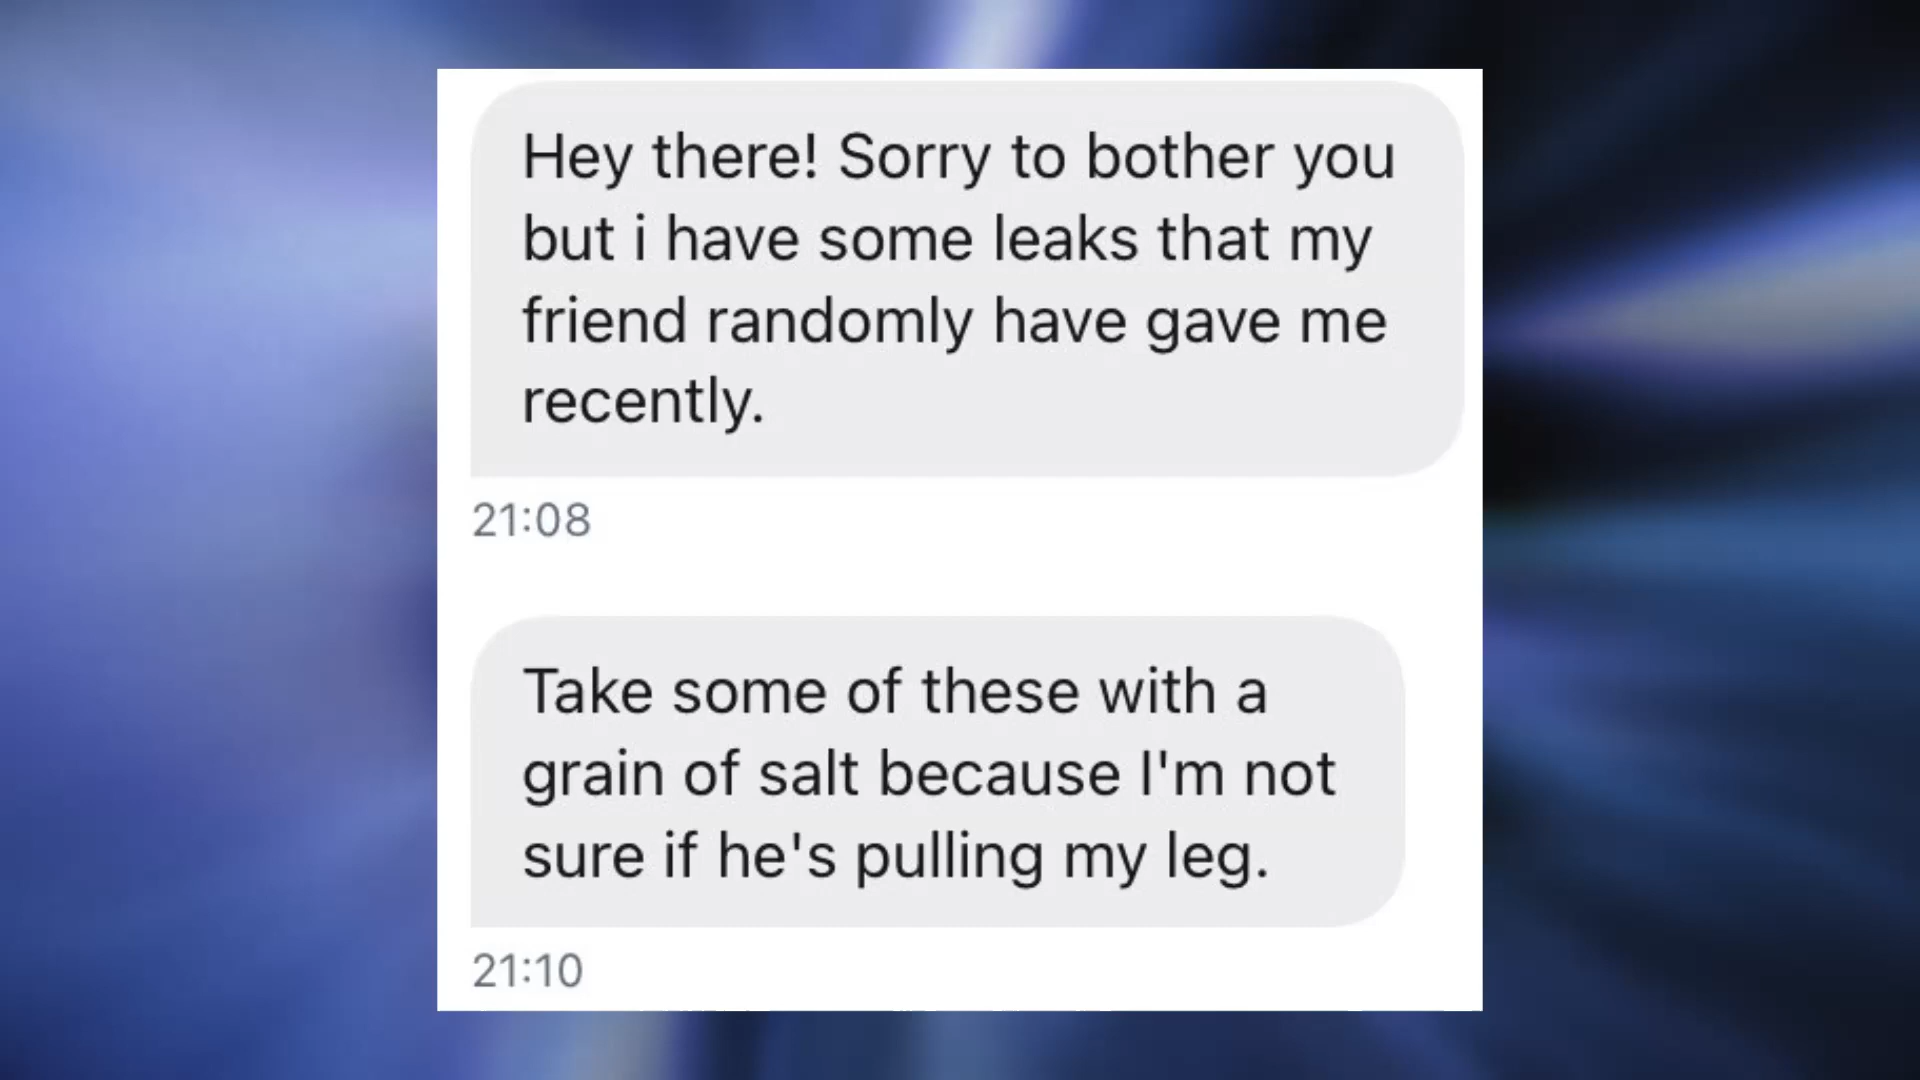 Hey there! Sorry to bother you
but i have some leaks that my
friend randomly have gave me
recently.
21:08
Take some of these with a
grain of salt because I'm not
sure if he's pulling my leg.
21:10